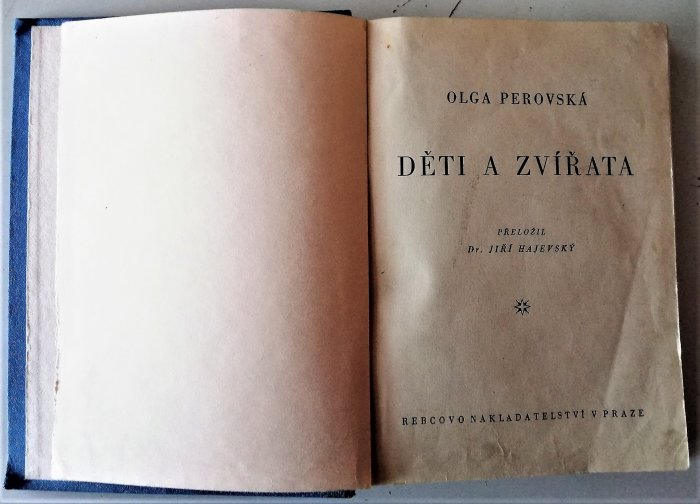 OLGA PEROVSKÁ
DĚTI A ZVÍŘATA
PŘELOŽIL
Dr. JIŘÍ HAJEVSKÝ
REBCOVO NAKLADATELSTVÍ V PRAZE